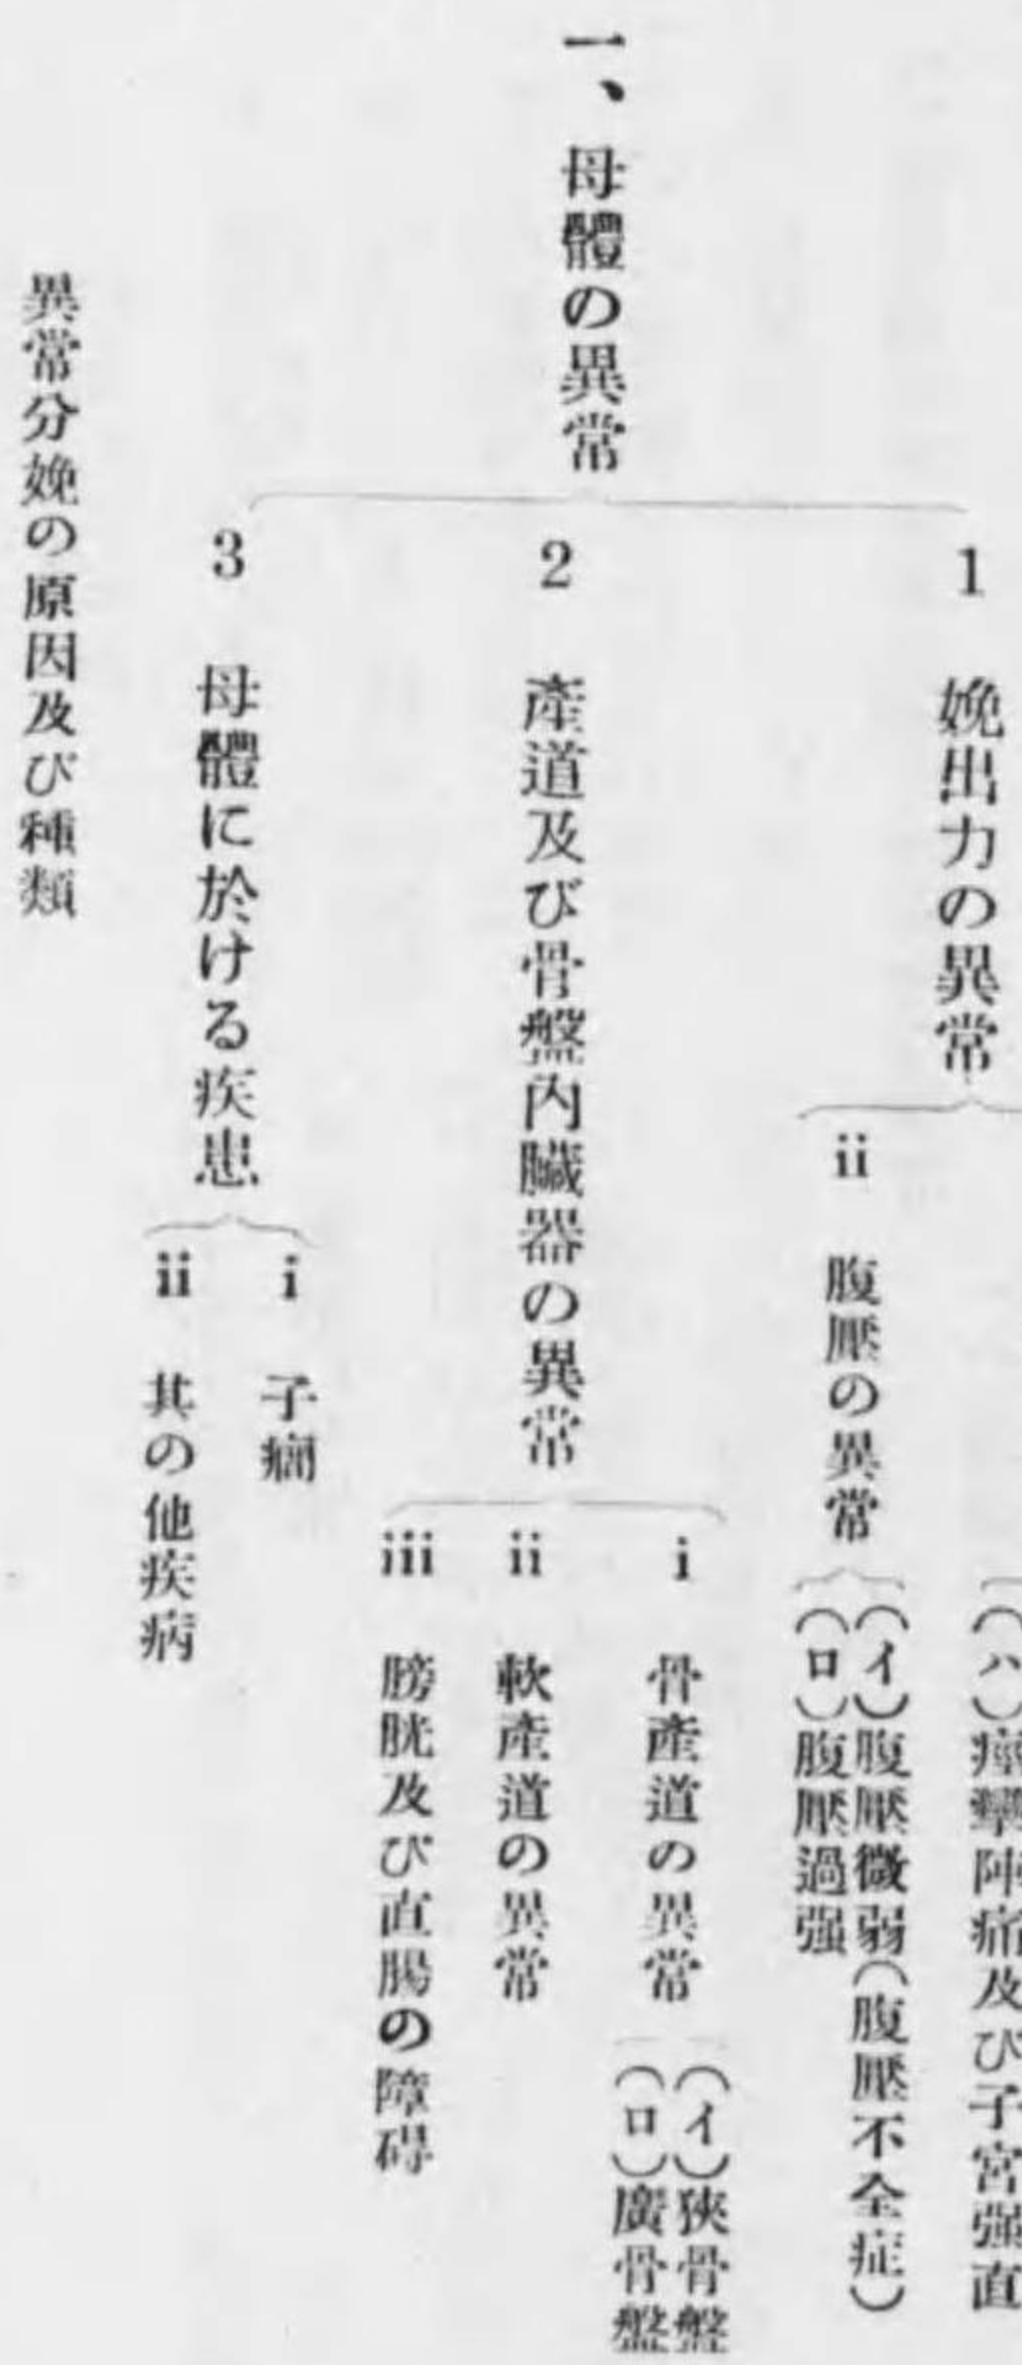 一、母體の異常
1 娩出力の異常
(ハ)痙攣陣痛及び子宮强直
ii 腹壓の異常
(イ)腹壓微弱(腹壓不全症)
(ロ)腹壓過强
2 產道及び骨盤内臟器の異常
i 骨產道の異常
(イ)狹骨盤
(ロ)廣骨盤
ii 軟產道の異常
iii 膀胱及び直腸の障碍
3 母體に於ける疾患
i 子癇
ii 其の他疾病
異常分娩の原因及び種類